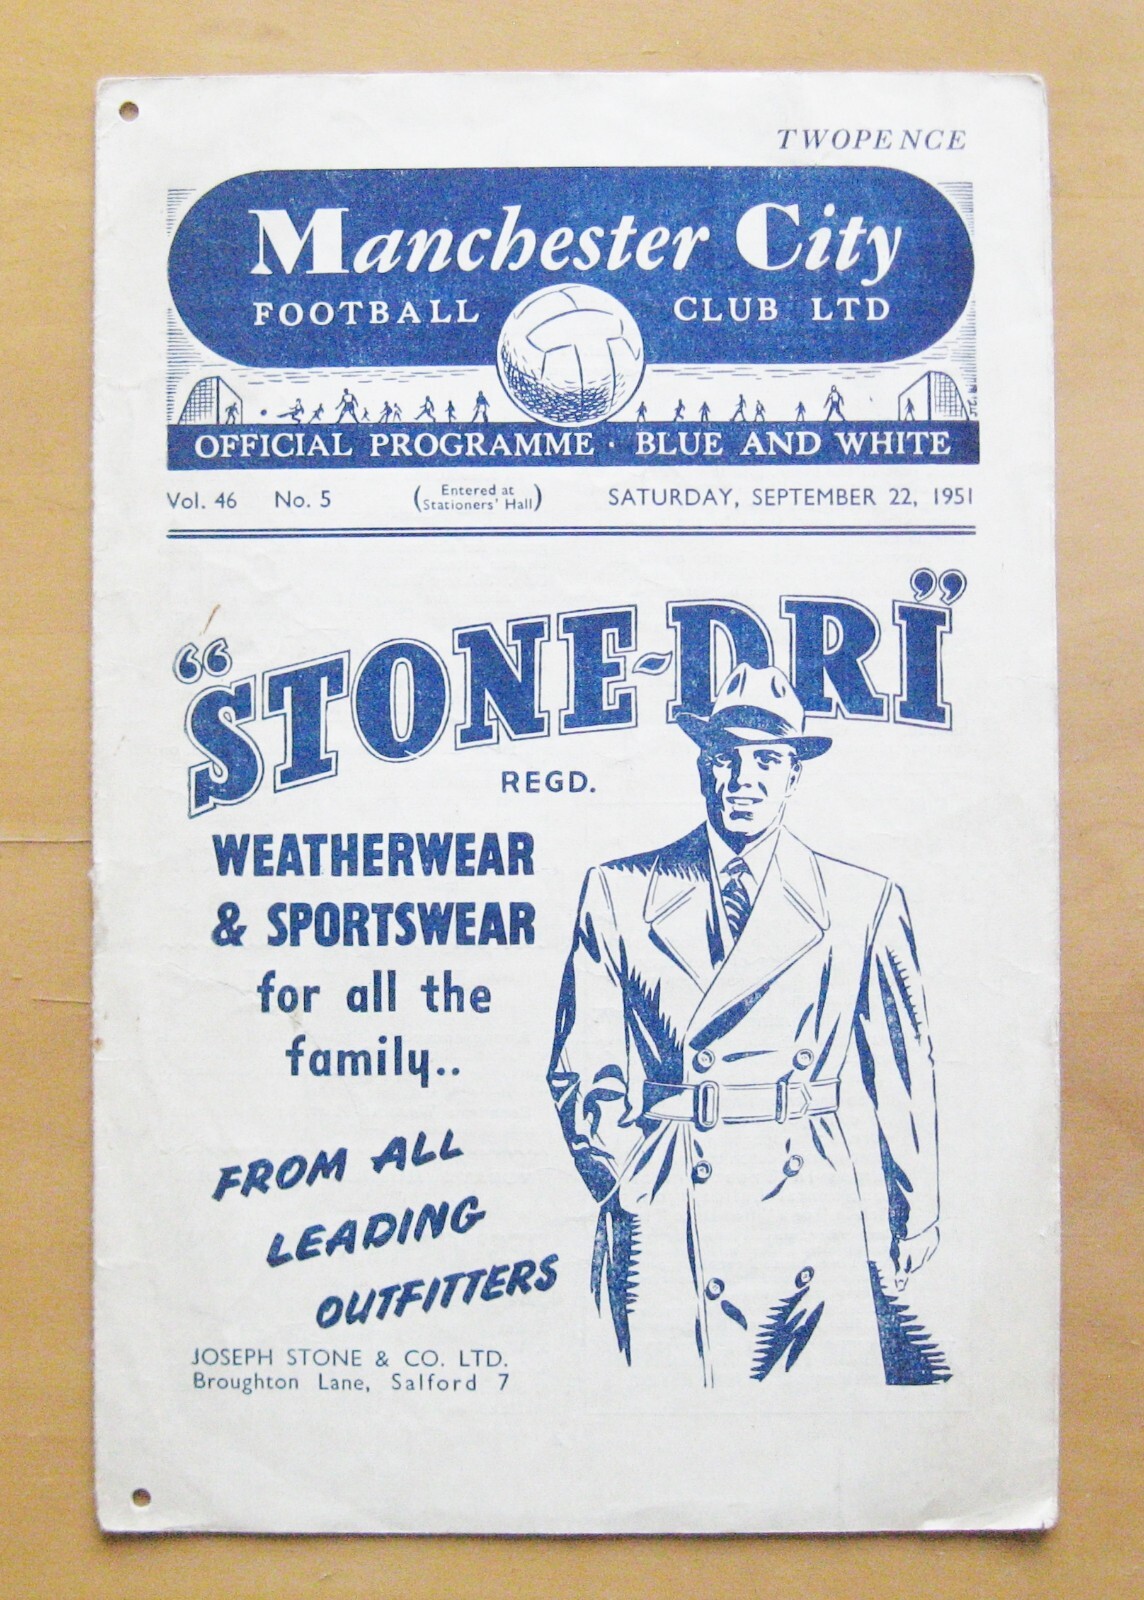 TWOPENCE
Manchester City
FOOTBALL CLUB LTD
OFFICIAL PROGRAMME · BLUE AND WHITE
Vol. 46 No. 5 (Entered at Stationers' Hall) SATURDAY, SEPTEMBER 22, 1951
"STONE-DRI"
REGD.
WEATHERWEAR
& SPORTSWEAR
for all the
family..
FROM ALL
LEADING
OUTFITTERS
JOSEPH STONE & CO. LTD.
Broughton Lane, Salford 7